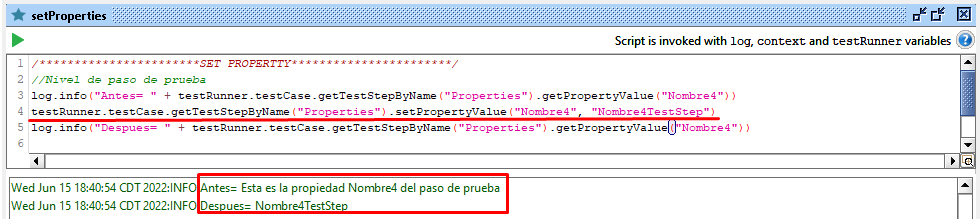 setProperties
Script is invoked with log, context and testRunner variables
1 /***********************SET PROPERTTY***********************/
2 //Nivel de paso de prueba
3 log.info("Antes= " + testRunner.testCase.getTestStepByName("Properties").getPropertyValue("Nombre4"))
4 testRunner.testCase.getTestStepByName("Properties").setPropertyValue("Nombre4", "Nombre4TestStep")
5 log.info("Despues= " + testRunner.testCase.getTestStepByName("Properties").getPropertyValue("Nombre4"))
6
Wed Jun 15 18:40:54 CDT 2022:INFO:Antes= Esta es la propiedad Nombre4 del paso de prueba
Wed Jun 15 18:40:54 CDT 2022:INFO:Despues= Nombre4TestStep